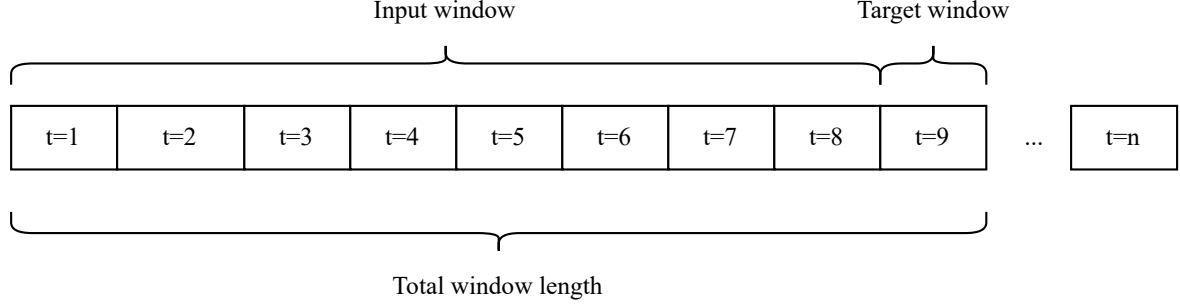 Input window Target window
t=1 t=2 t=3 t=4 t=5 t=6 t=7 t=8 t=9 ... t=n
Total window length